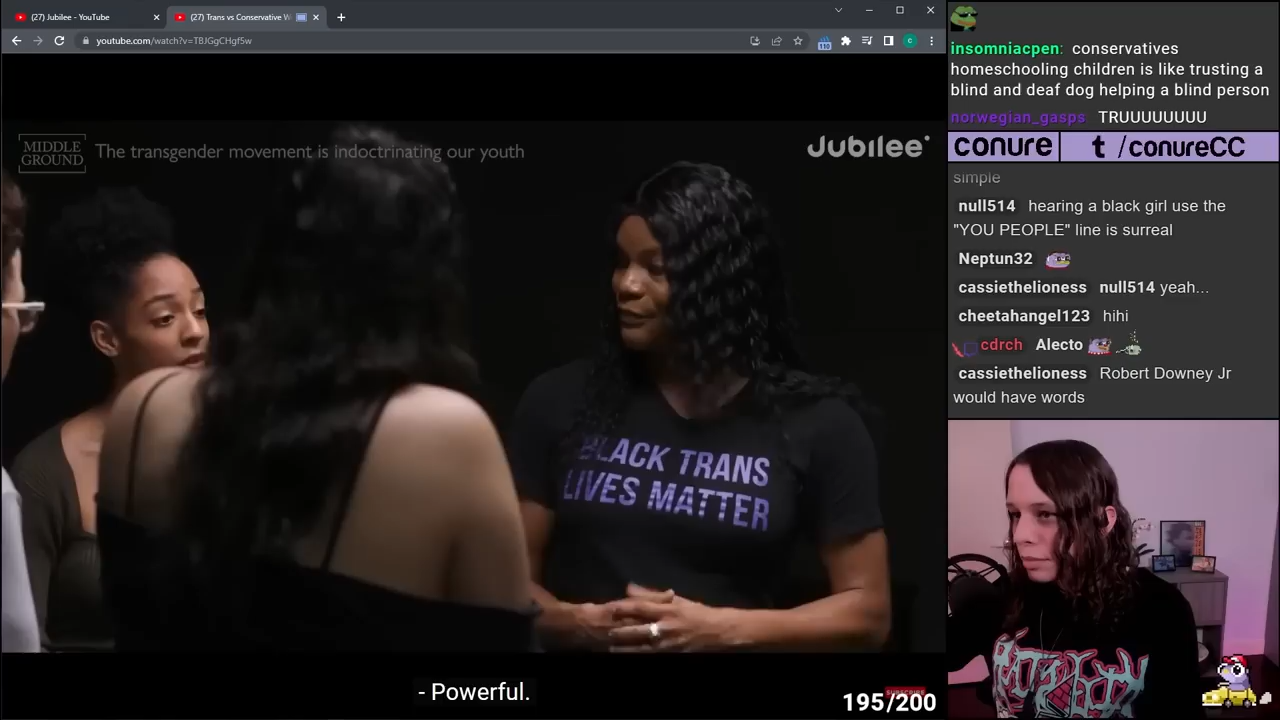 (27) Jubilee - YouTube
(27) Trans vs Conservative W
youtube.com/watch?v=TBJGgCHgf5w
MIDDLE
GROUND
The transgender movement is indoctrinating our youth
Jubilee
BLACK TRANS
LIVES MATTER
- Powerful.
SUBSCRIBE
195/200
insomniacpen: conservatives
homeschooling children is like trusting a
blind and deaf dog helping a blind person
norwegian_gasps TRUUUUUUUU
conure
t /conureCC
simple
null514 hearing a black girl use the
"YOU PEOPLE" line is surreal
Neptun32
cassiethelioness null514 yeah...
cheetahangel123 hihi
cdrch Alecto
cassiethelioness Robert Downey Jr
would have words